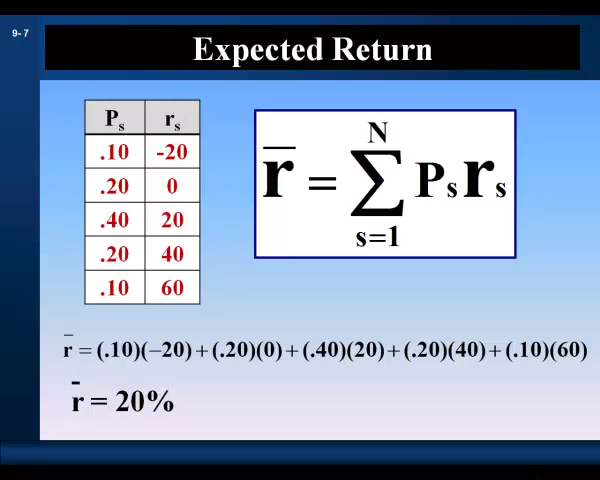 9- 7
Expected Return
Ps rs
.10 -20
.20 0
.40 20
.20 40
.10 60
N
r̄ = ∑ Ps rs
s=1
r̄ = (.10)(−20) + (.20)(0) + (.40)(20) + (.20)(40) + (.10)(60)
r̄ = 20%